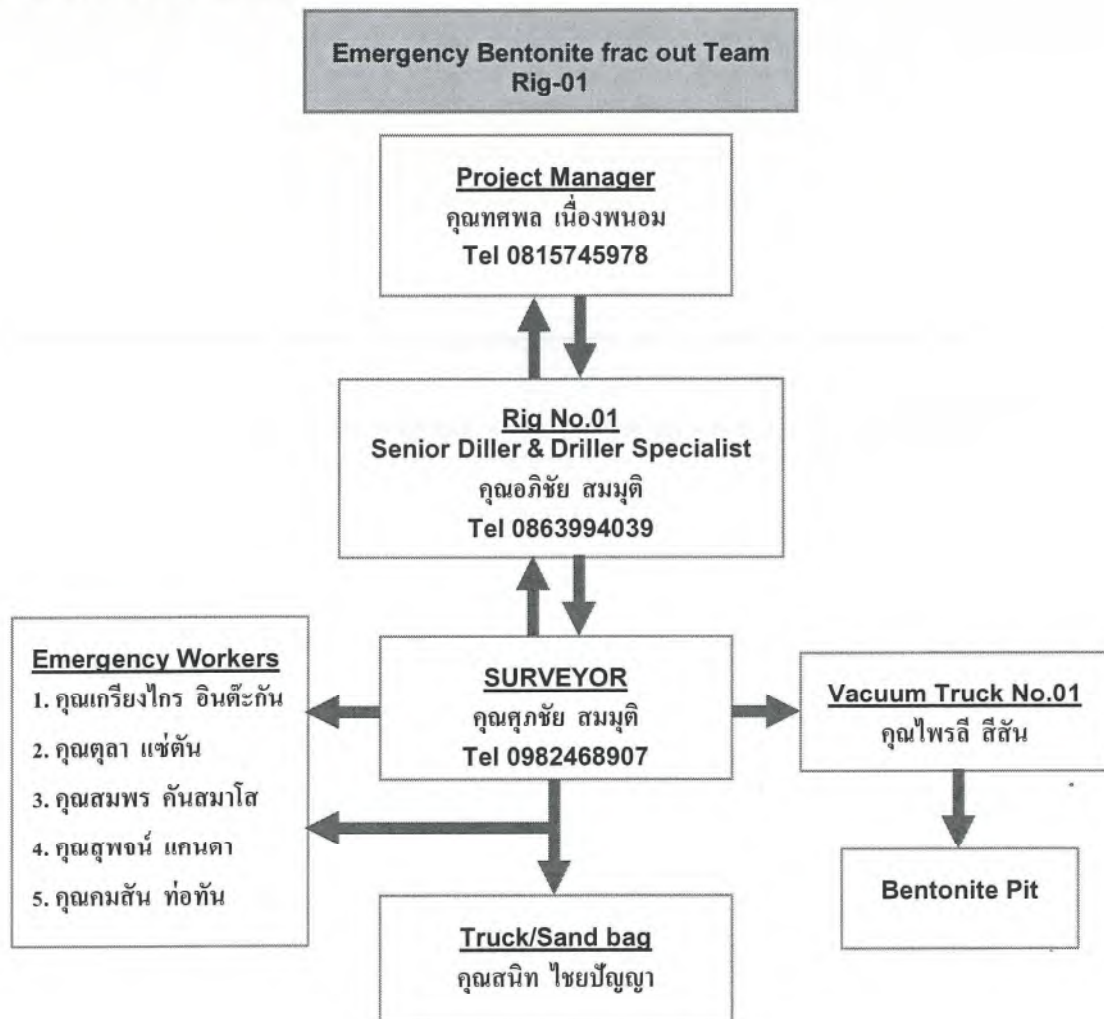 Emergency Bentonite frac out Team
Rig-01
Project Manager
คุณทศพล เนื่องพนอม
Tel 0815745978
Rig No.01
Senior Diller & Driller Specialist
คุณอภิชัย สมมุติ
Tel 0863994039
SURVEYOR
คุณศุภชัย สมมุติ
Tel 0982468907
Emergency Workers
1. คุณเกรียงไกร อินต๊ะกัน
2. คุณตุลา แซ่ตัน
3. คุณสมพร คันสมาโส
4. คุณสุพจน์ แคนดา
5. คุณคมสัน ท่อทัน
Vacuum Truck No.01
คุณไพรลี สีสัน
Bentonite Pit
Truck/Sand bag
คุณสนิท ไชยปัญญา